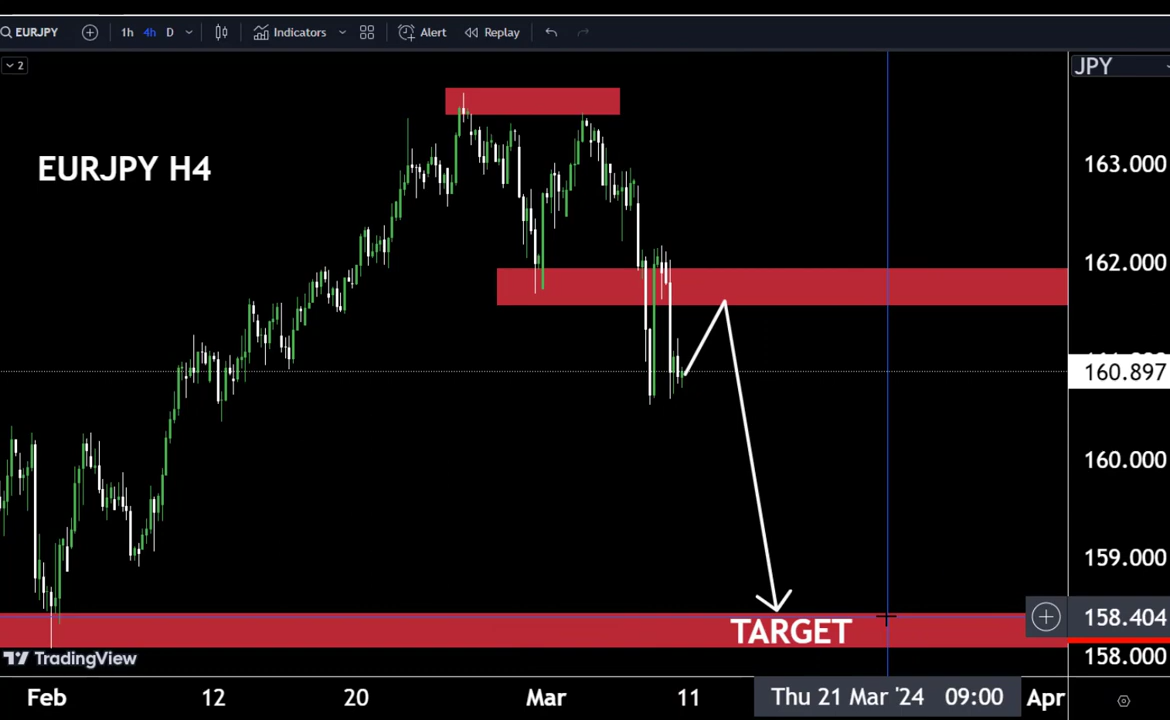 EURJPY 1h 4h D Indicators Alert Replay
2
JPY
EURJPY H4
163.000
162.000
160.897
160.000
159.000
158.404
TARGET
158.000
TradingView
Feb 12 20 Mar 11 Thu 21 Mar '24 09:00 Apr